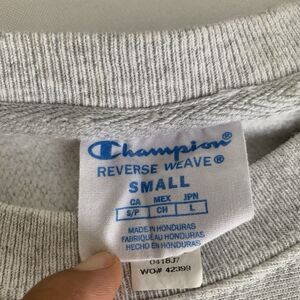 Champion®
REVERSE WEAVE®
SMALL
CA MEX JPN
S/P CH L
MADE IN HONDURAS
FABRIQUÉ AU HONDURAS
HECHO EN HONDURAS
0418J7
WO# 42399